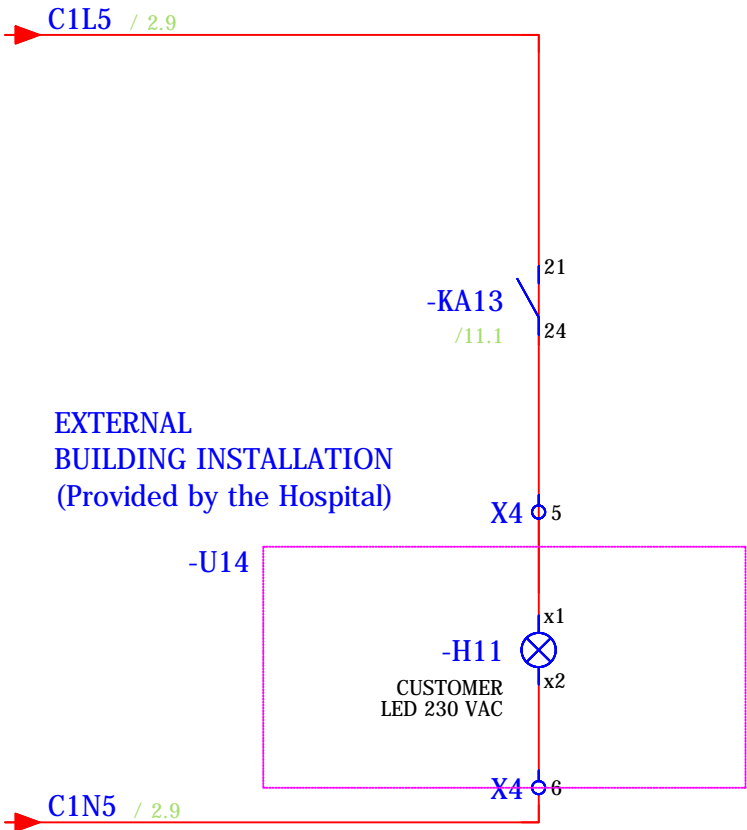 C1L5 / 2.9
21
-KA13
/11.1
24
EXTERNAL
BUILDING INSTALLATION
(Provided by the Hospital)
X4 5
-U14
x1
-H11
x2
CUSTOMER
LED 230 VAC
X4 6
C1N5 / 2.9